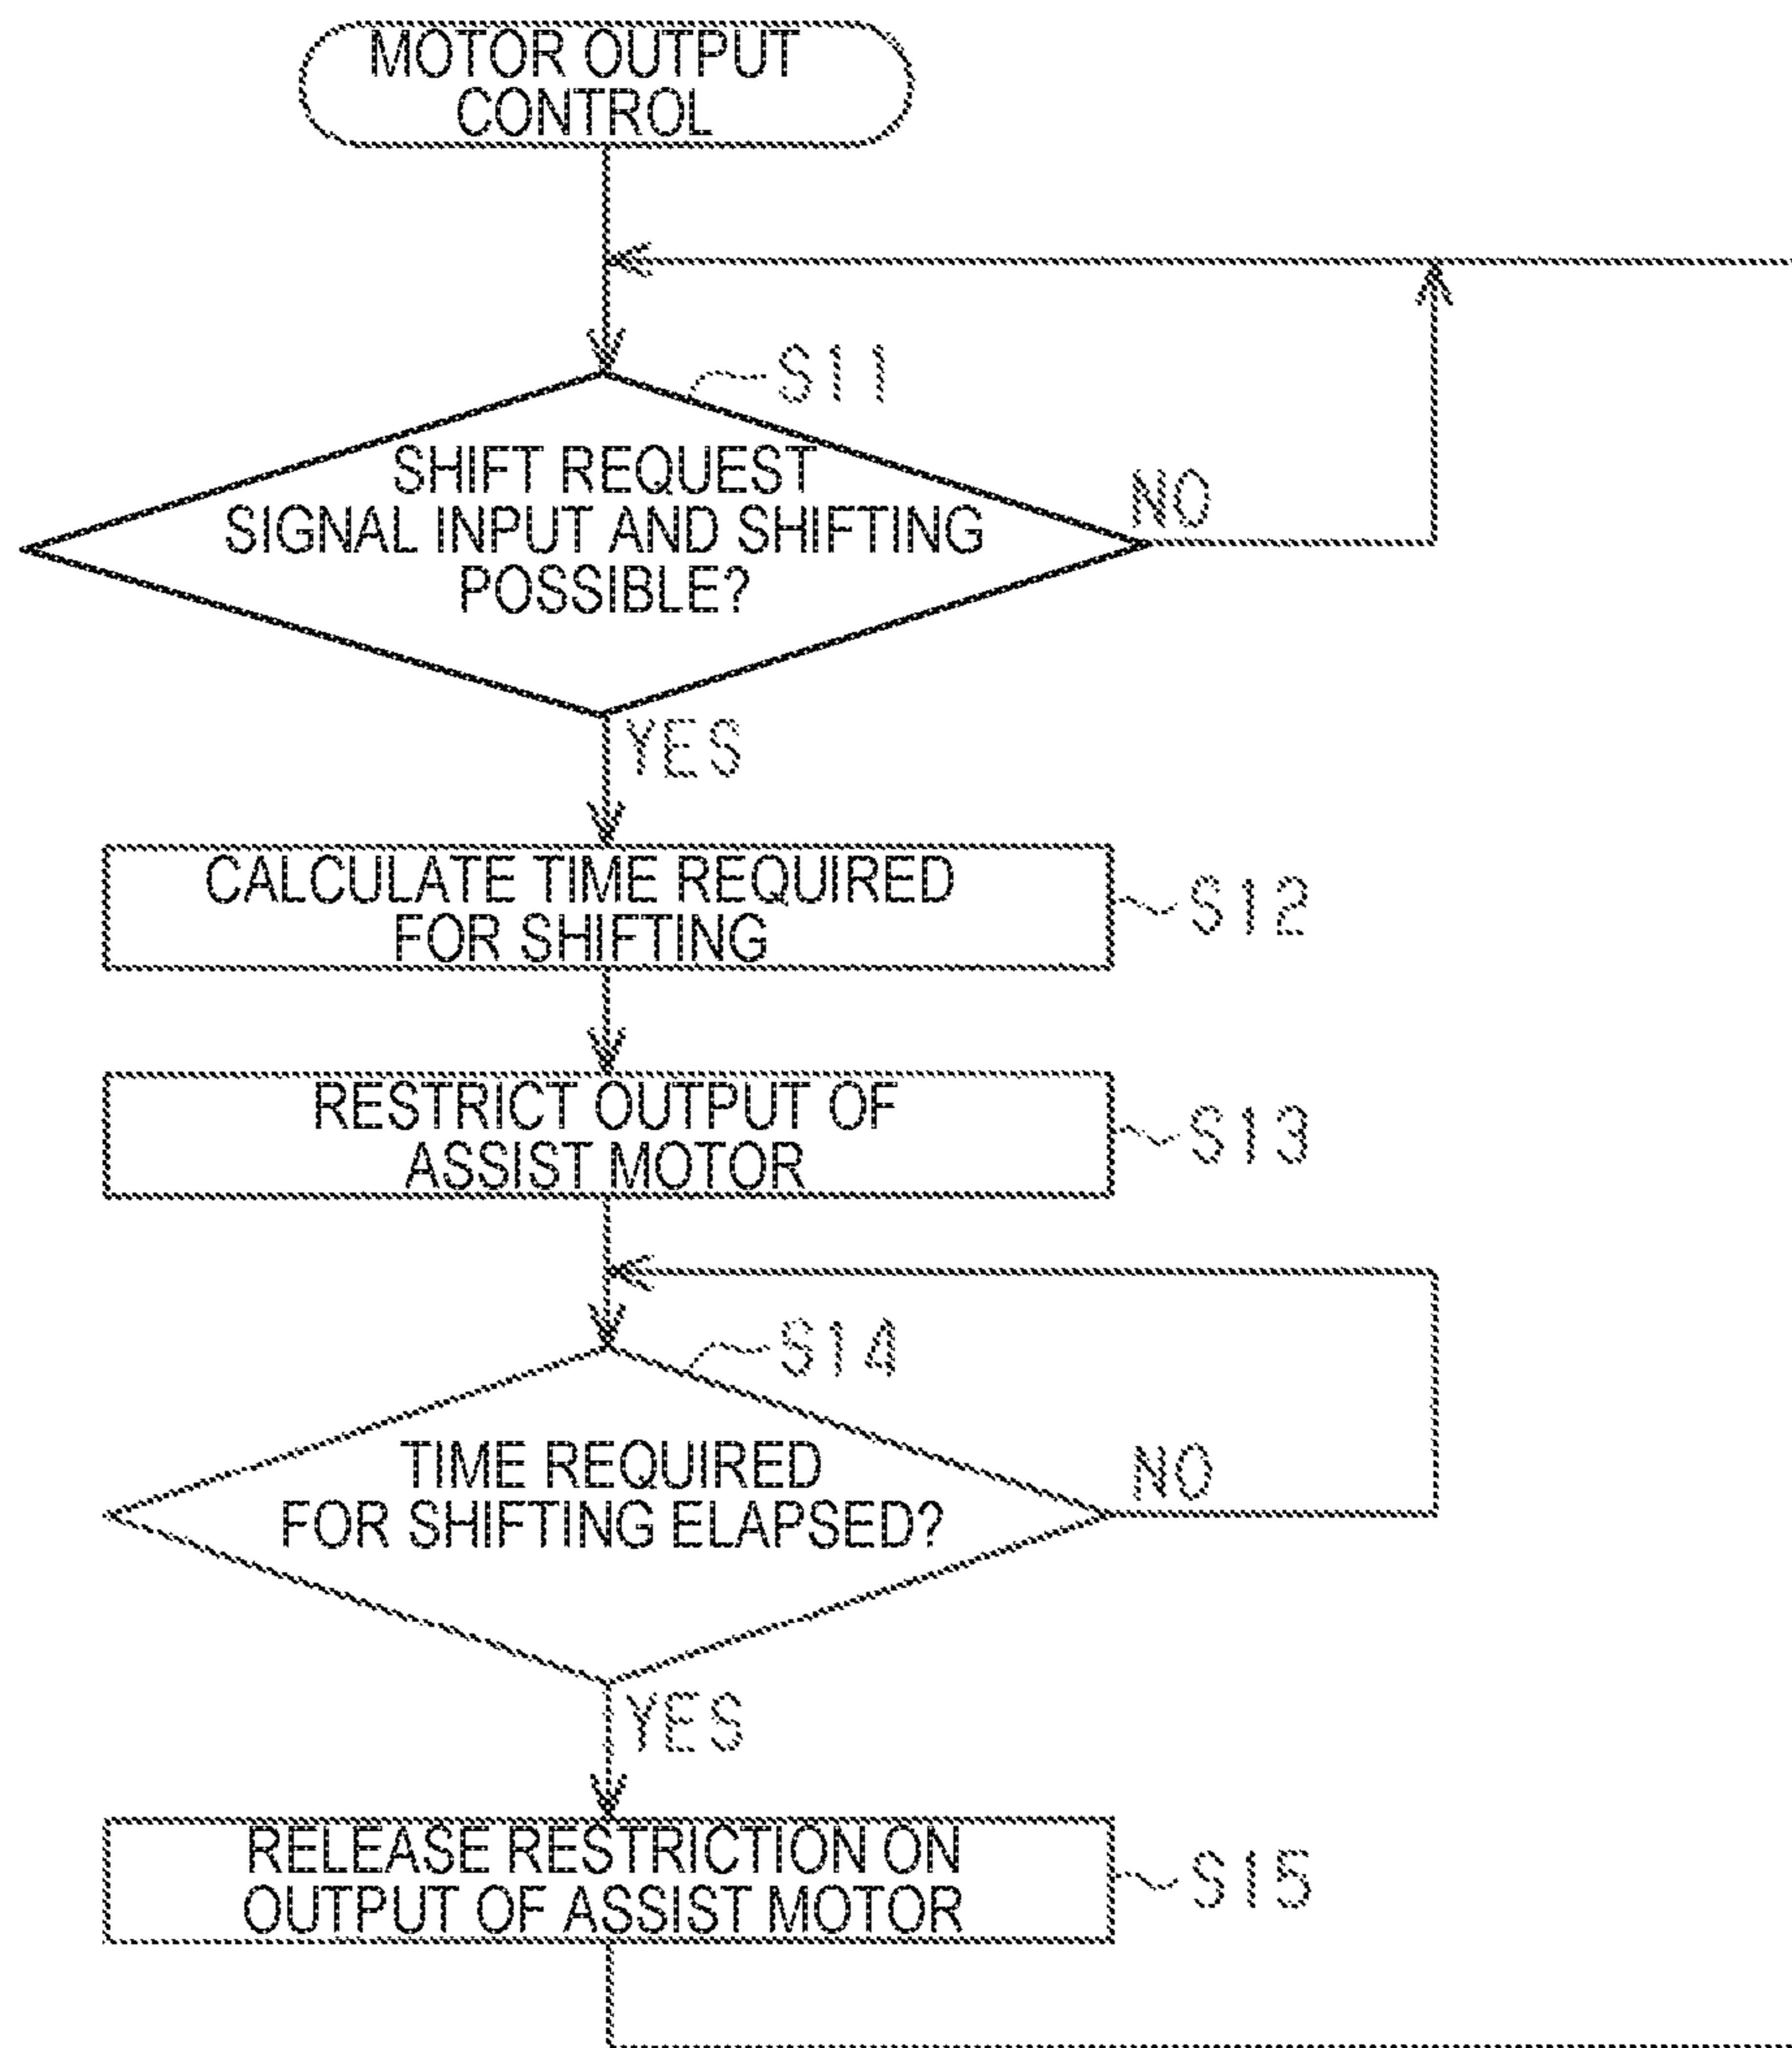 MOTOR OUTPUT
CONTROL
S11
SHIFT REQUEST
SIGNAL INPUT AND SHIFTING
POSSIBLE?
NO
YES
CALCULATE TIME REQUIRED
FOR SHIFTING
S12
RESTRICT OUTPUT OF
ASSIST MOTOR
S13
S14
TIME REQUIRED
FOR SHIFTING ELAPSED?
NO
YES
RELEASE RESTRICTION ON
OUTPUT OF ASSIST MOTOR
S15